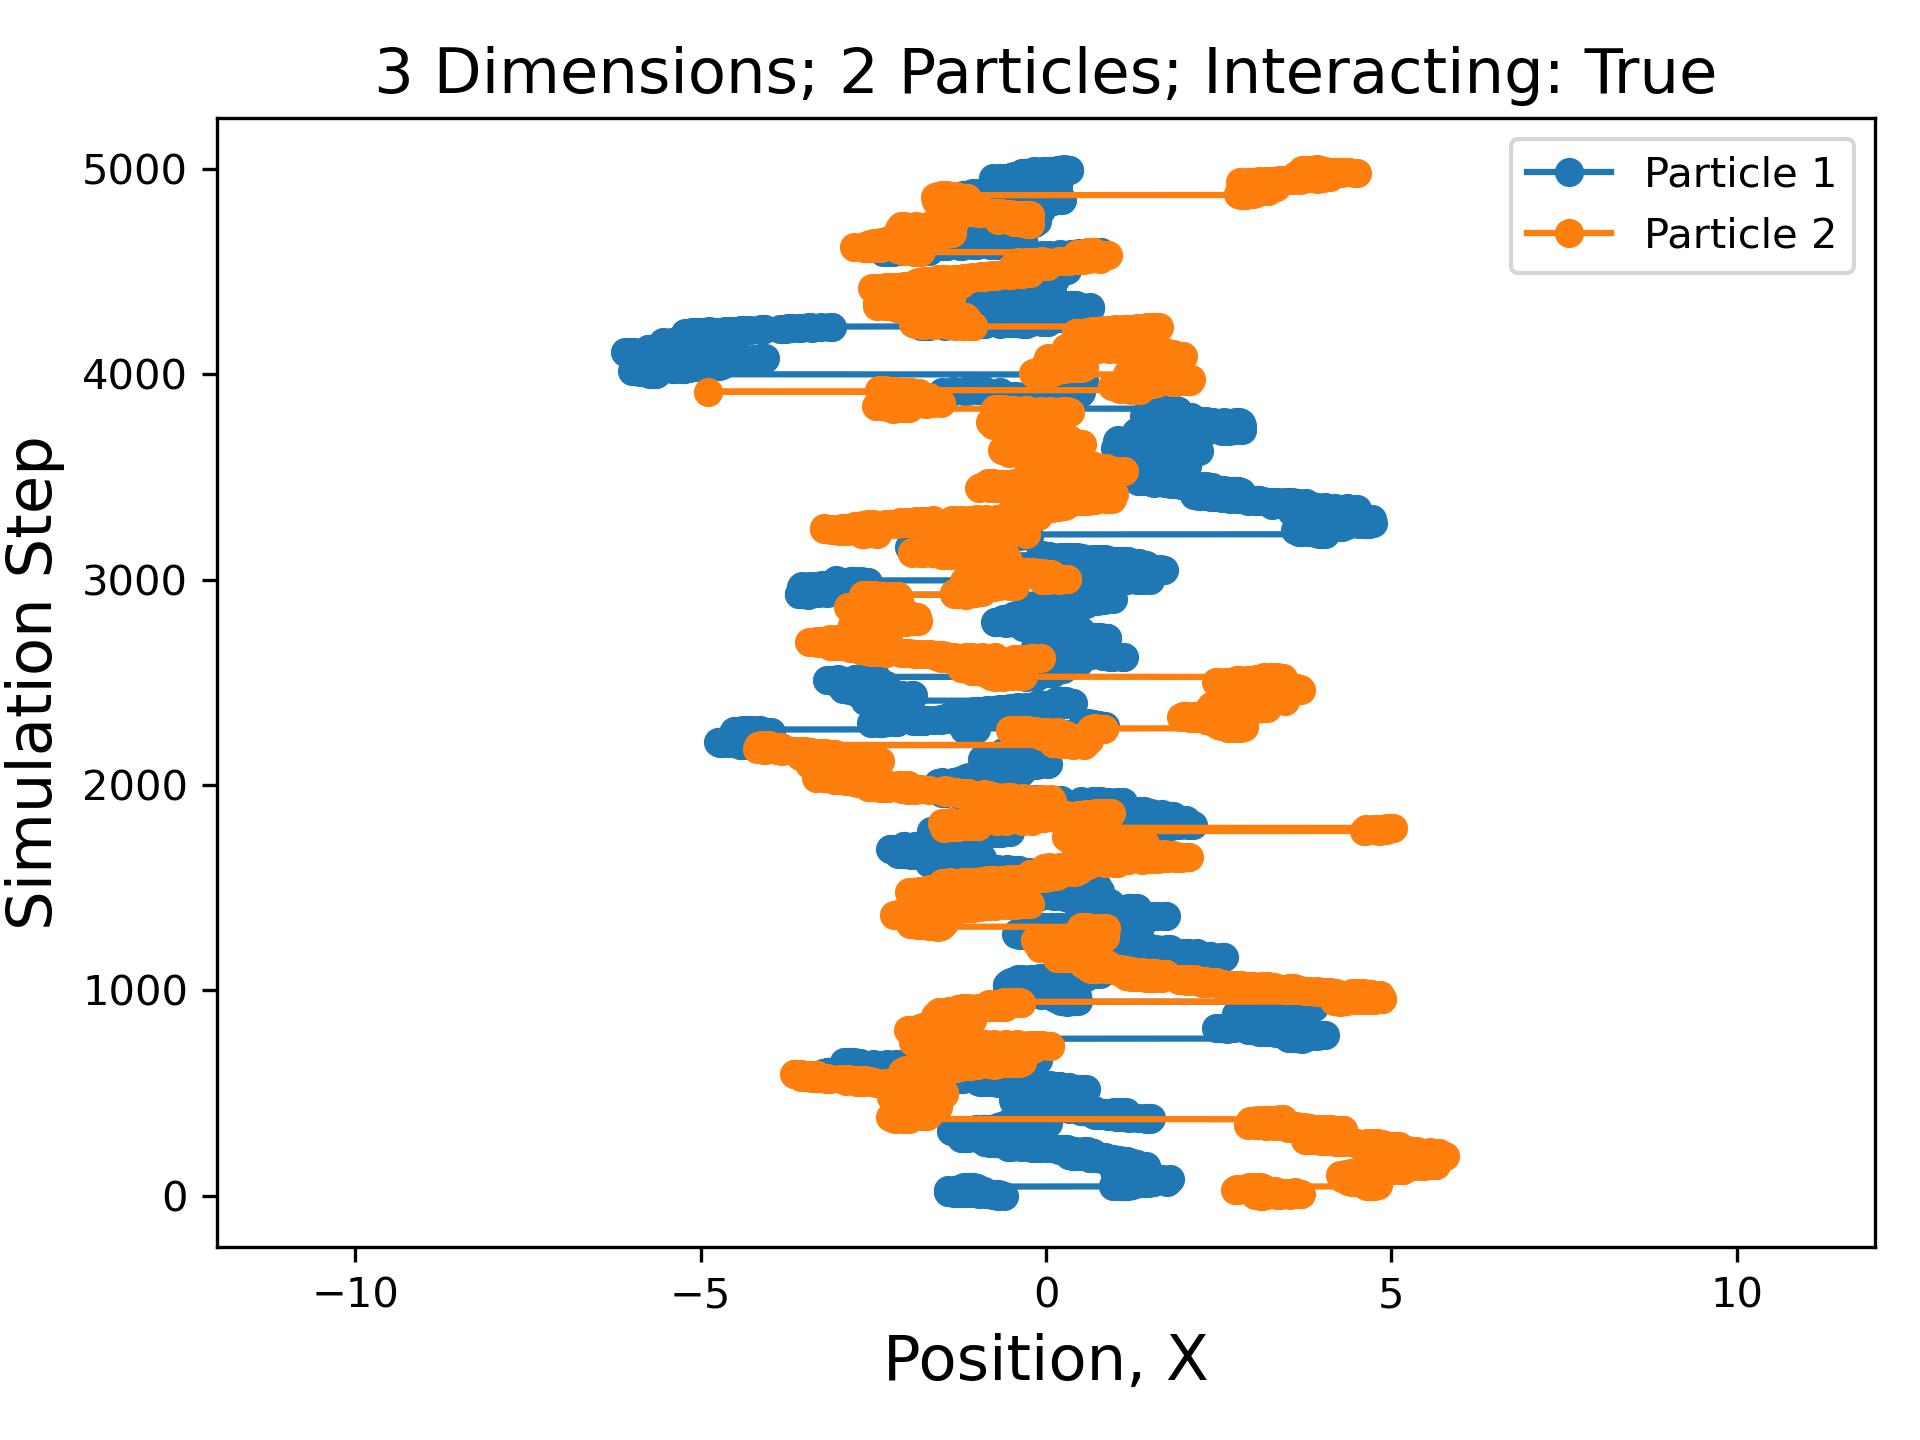 3 Dimensions; 2 Particles; Interacting: True
Particle 1
Particle 2
5000
4000
3000
2000
1000
0
Simulation Step
−10
−5
0
5
10
Position, X